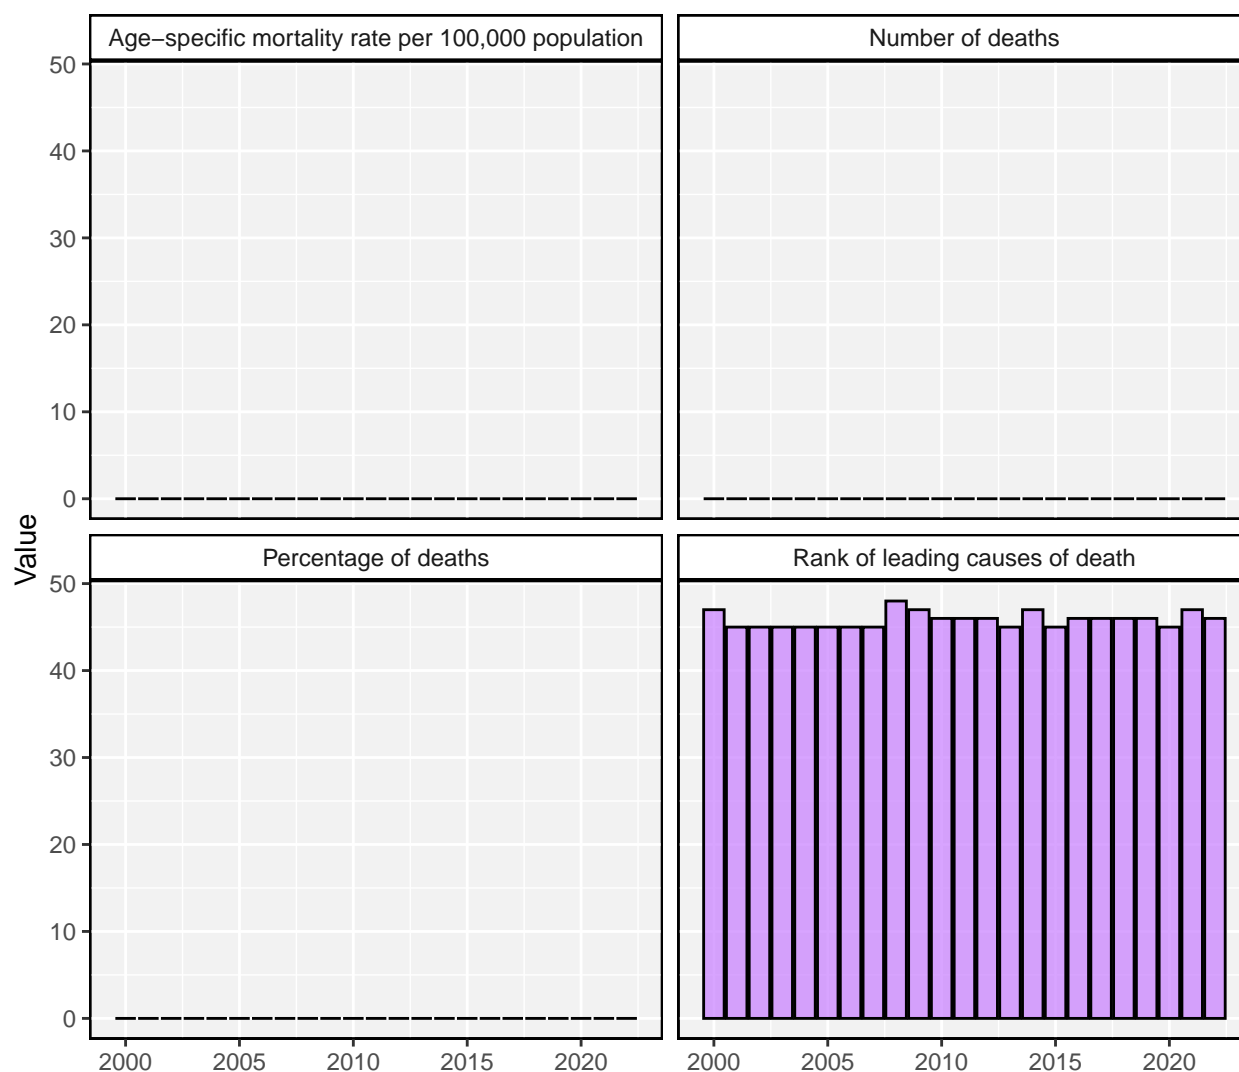 Age−specific mortality rate per 100,000 population
Number of deaths
50
40
30
20
10
0
Value
Percentage of deaths
Rank of leading causes of death
50
40
30
20
10
0
2000 2005 2010 2015 2020
2000 2005 2010 2015 2020